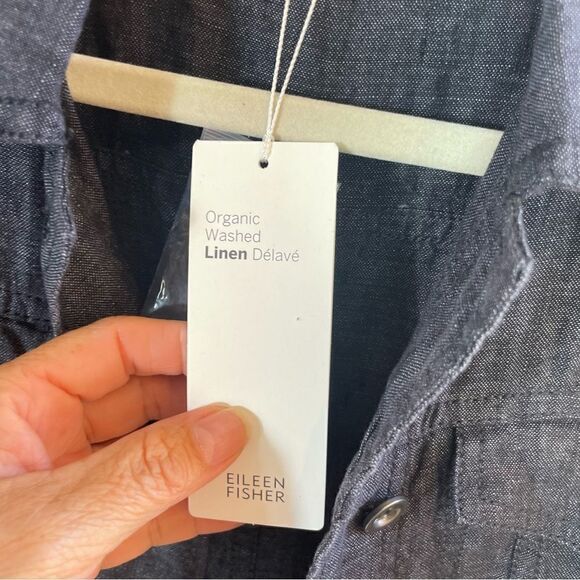 Organic
Washed
Linen Délavé
EILEEN
FISHER